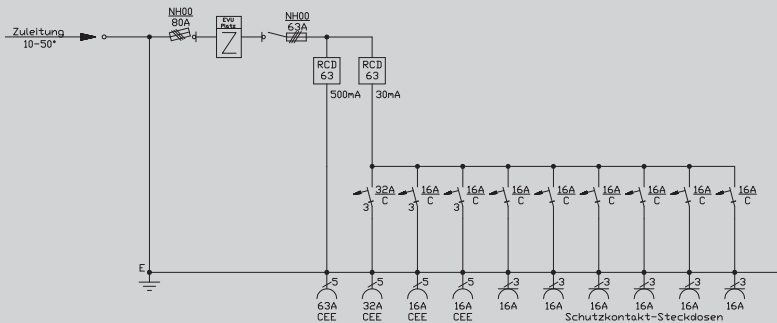 Zuleitung
10-50*
NH00
80A
EVU
Platz
Z
NH00
63A
RCD
63
500mA
RCD
63
30mA
32A
C
3
16A
C
3
16A
C
3
16A
C
16A
C
16A
C
16A
C
16A
C
16A
C
E
5
5
5
5
3
3
3
3
3
3
63A
CEE
32A
CEE
16A
CEE
16A
CEE
16A
16A
16A
16A
16A
16A
Schutzkontakt-Steckdosen